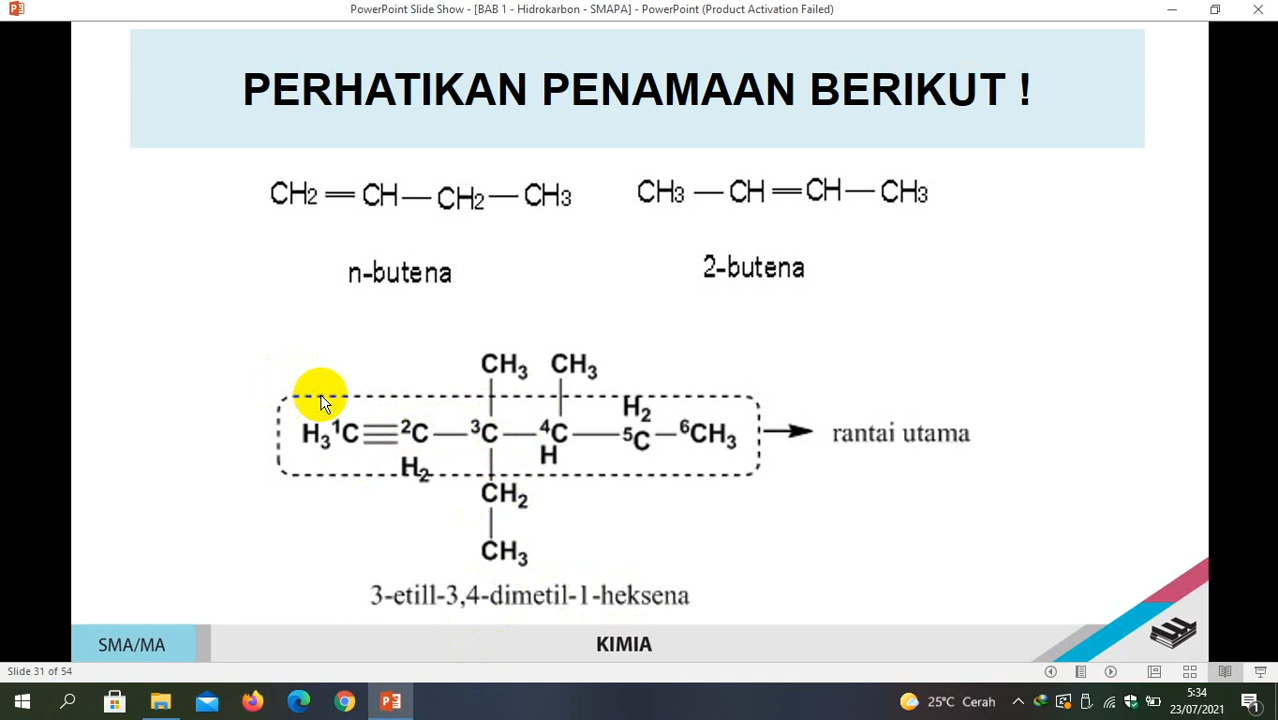 PowerPoint Slide Show - [BAB 1 - Hidrokarbon - SMAPA] - PowerPoint (Product Activation Failed)
PERHATIKAN PENAMAAN BERIKUT !
CH2 = CH — CH2 — CH3
CH3 — CH = CH — CH3
n-butena
2-butena
CH3 CH3
H2
H3 1C ≡ 2C — 3C — 4C — 5C — 6CH3
rantai utama
H2 H
CH2
CH3
3-etill-3,4-dimetil-1-heksena
SMA/MA
KIMIA
Slide 31 of 54
25°C Cerah
5:34
23/07/2021
1